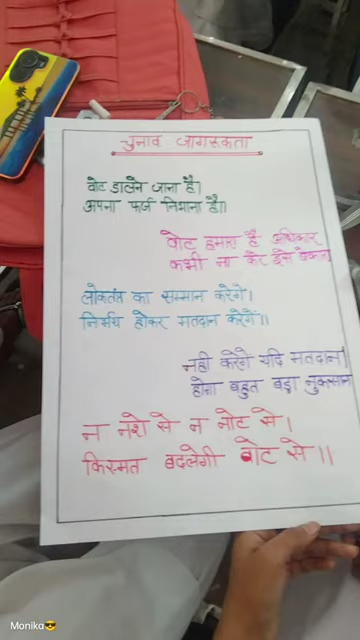 चुनाव जागरूकता
वोट डालने जाना है।
अपना फर्ज निभाना है॥
वोट हमारा है अधिकार
कभी ना करे इसे बेकार
लोकतंत्र का सम्मान करेंगे।
निर्भय होकर मतदान करेंगें॥
नही करेगे यदि मतदान।
होगा बहुत बड़ा नुकसान
न नशे से न नोट से।
किस्मत बदलेगी वोट से॥
Monika😎